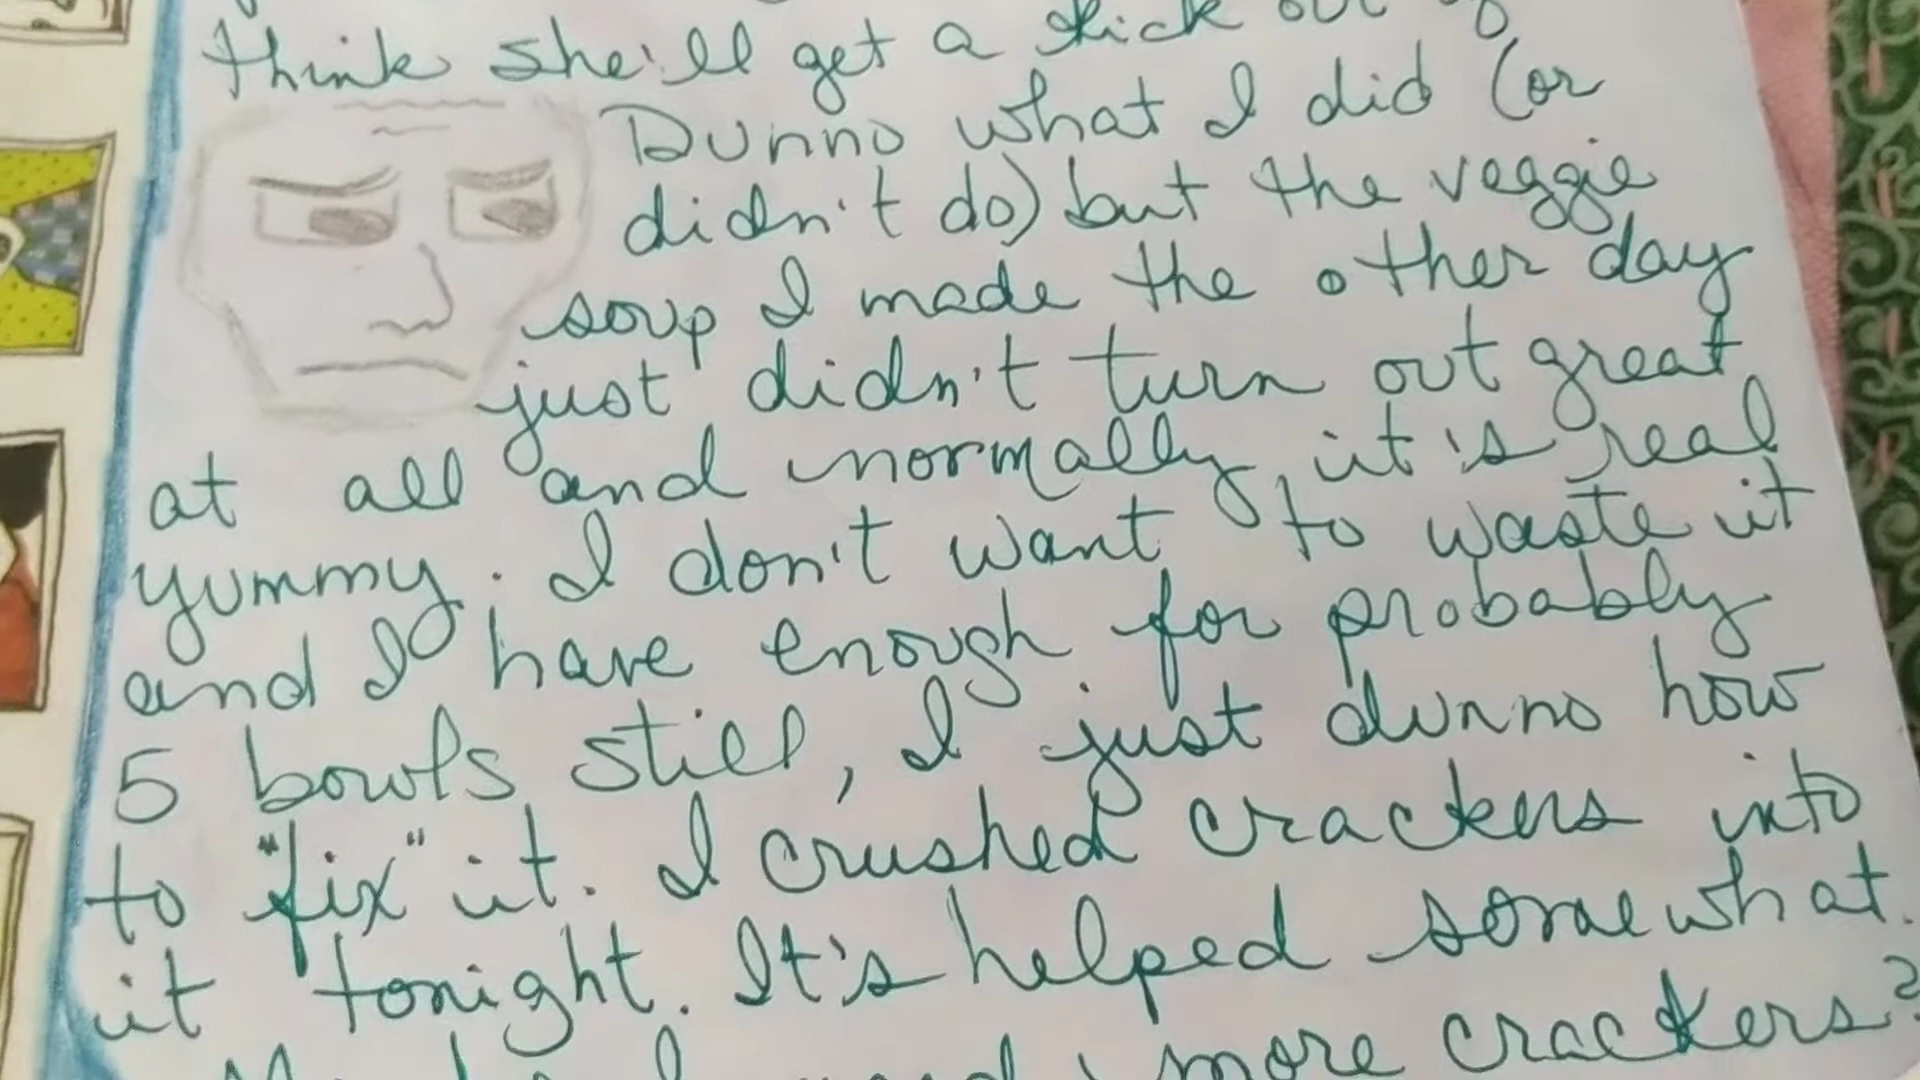 think she'll get a kick out of
Dunno what I did (or
didn't do) but the veggie
soup I made the other day
just didn't turn out great
at all and normally, it's real
yummy. I don't want to waste it
and I have enough for probably
5 bowls still, I just dunno how
to "fix" it. I crushed crackers into
it tonight. It's helped somewhat.
more crackers?